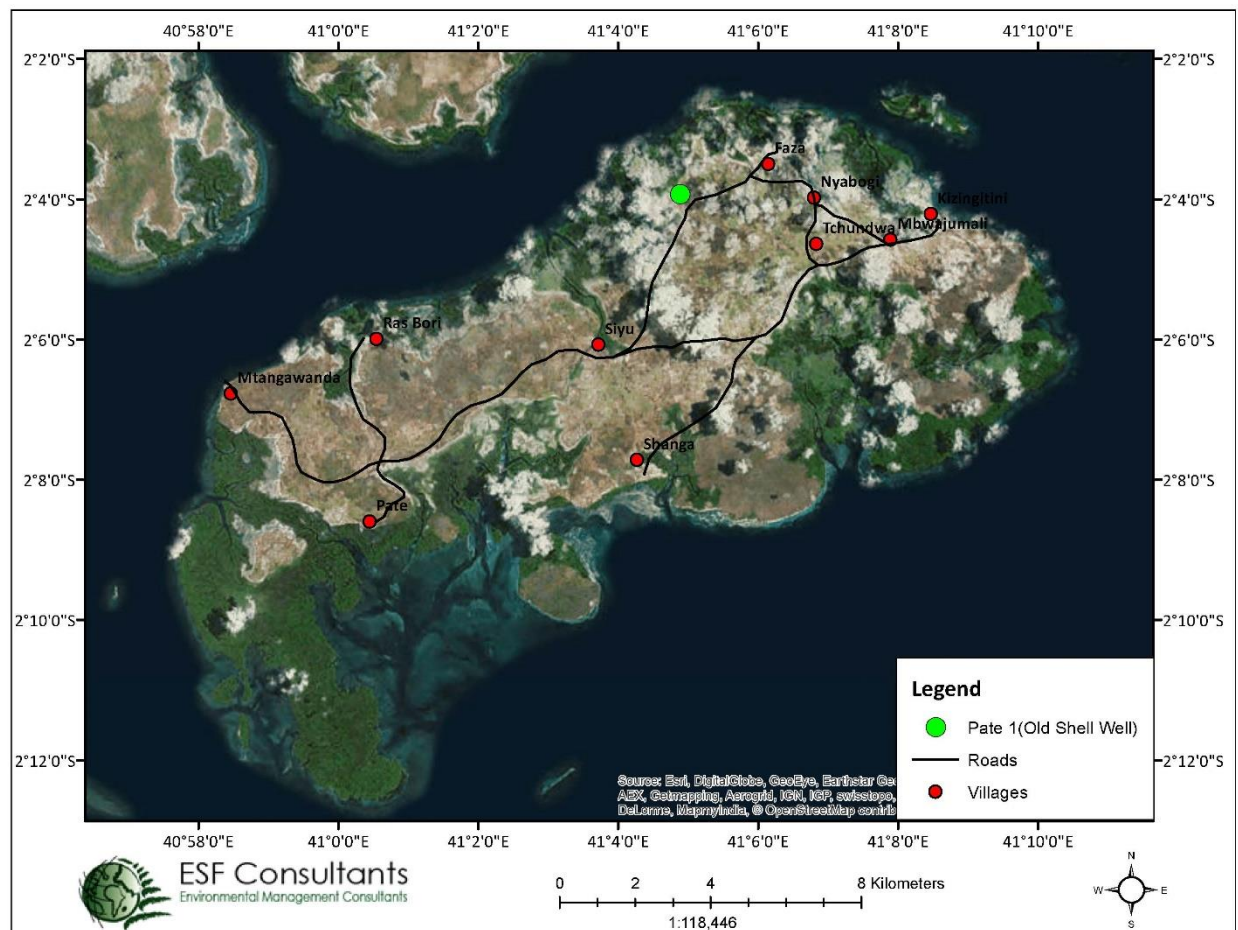 40°58'0"E 41°0'0"E 41°2'0"E 41°4'0"E 41°6'0"E 41°8'0"E 41°10'0"E
2°2'0"S 2°2'0"S
Faza
2°4'0"S Nyabogi 2°4'0"S
Kizingitini
Tchundwa Mbwajumali
Ras Bori Siyu
2°6'0"S 2°6'0"S
Mtangawanda
Shanga
2°8'0"S 2°8'0"S
Pate
2°10'0"S 2°10'0"S
Legend
Pate 1(Old Shell Well)
Roads
Villages
2°12'0"S 2°12'0"S
Source: Esri, DigitalGlobe, GeoEye, Earthstar
AEX, Getmapping, Aerogrid, IGN, IGP, swisstopo,
DeLorme, MapmyIndia, © OpenStreetMap
40°58'0"E 41°0'0"E 41°2'0"E 41°4'0"E 41°6'0"E 41°8'0"E 41°10'0"E
ESF Consultants
Environmental Management Consultants
0 2 4 8 Kilometers
1:118,446
N
W E
S